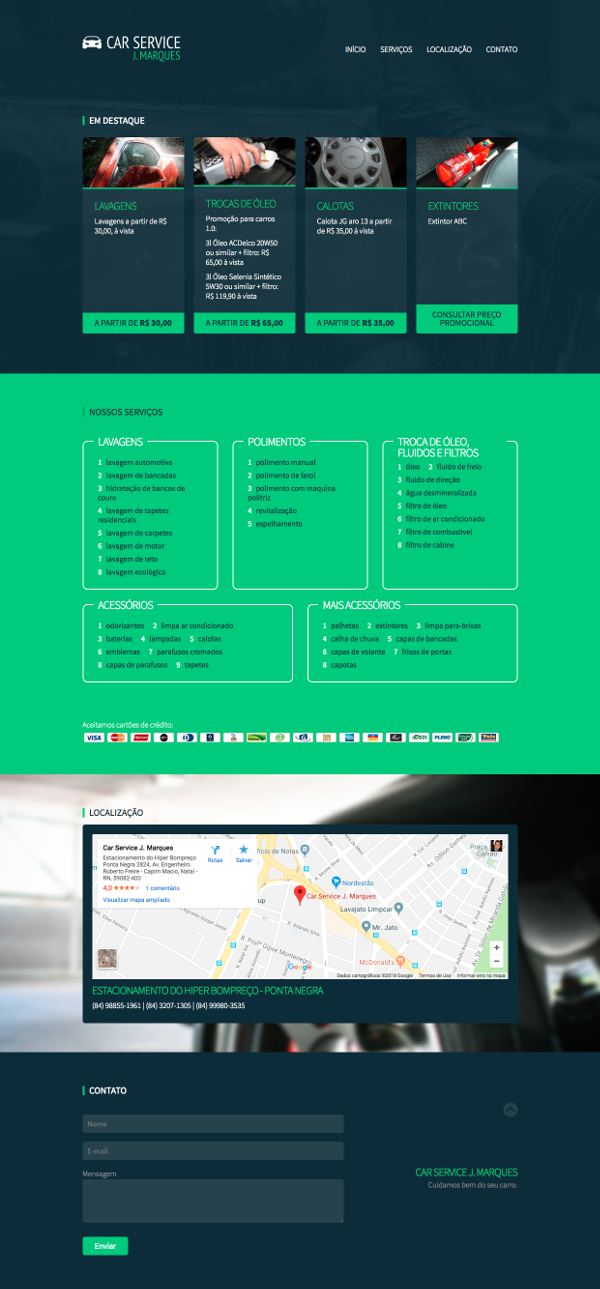 CAR SERVICE
J. MARQUES
INÍCIO SERVIÇOS LOCALIZAÇÃO CONTATO
EM DESTAQUE
LAVAGENS
Lavagens a partir de R$
30,00, à vista
A PARTIR DE R$ 30,00
TROCAS DE ÓLEO
Promoção para carros
1.0:
3l Óleo ACDelco 20W50
ou similar + filtro: R$
65,00 à vista
3l Óleo Selenia Sintético
5W30 ou similar + filtro:
R$ 119,90 à vista
A PARTIR DE R$ 65,00
CALOTAS
Calota JG aro 13 a partir
de R$ 35,00 à vista
A PARTIR DE R$ 35,00
EXTINTORES
Extintor ABC
CONSULTAR PREÇO
PROMOCIONAL
NOSSOS SERVIÇOS
LAVAGENS
1 lavagem automotiva
2 lavagem de bancadas
3 hidratação de bancos de
couro
4 lavagem de tapetes
residenciais
5 lavagem de carpetes
6 lavagem de motor
7 lavagem de teto
8 lavagem ecológica
POLIMENTOS
1 polimento manual
2 polimento de farol
3 polimento com maquina
politriz
4 revitalização
5 espelhamento
TROCA DE ÓLEO,
FLUIDOS E FILTROS
1 óleo 2 fluído de freio
3 fluido de direção
4 água desmineralizada
5 filtro de óleo
6 filtro de ar condicionado
7 filtro de combustível
8 filtro de cabine
ACESSÓRIOS
1 odorizantes 2 limpa ar condicionado
3 baterias 4 lampadas 5 calotas
6 emblemas 7 parafusos cromados
8 capas de parafusos 9 tapetes
MAIS ACESSÓRIOS
1 palhetas 2 extintores 3 limpa para-brisas
4 calha de chuva 5 capas de bancadas
6 capas de volante 7 frisos de portas
8 capotas
Aceitamos cartões de crédito:
VISA
LOCALIZAÇÃO
Car Service J. Marques
Estacionamento do Hiper Bompreço
Ponta Negra 2824, Av. Engenheiro
Roberto Freire - Capim Macio, Natal -
RN, 59082-400
4,0 1 comentário
Visualizar mapa ampliado
Rotas Salvar
fício de Notas
Nordestão
Car Service J. Marques
Lavajato Limpcar
Mr. Jato
McDonald's
Google
Dados cartográficos ©2019 Google Termos de Uso Informar erro no mapa
ESTACIONAMENTO DO HIPER BOMPREÇO - PONTA NEGRA
(84) 98855-1961 | (84) 3207-1305 | (84) 99980-3535
CONTATO
Nome
E-mail
Mensagem
Enviar
CAR SERVICE J. MARQUES
Cuidamos bem do seu carro.